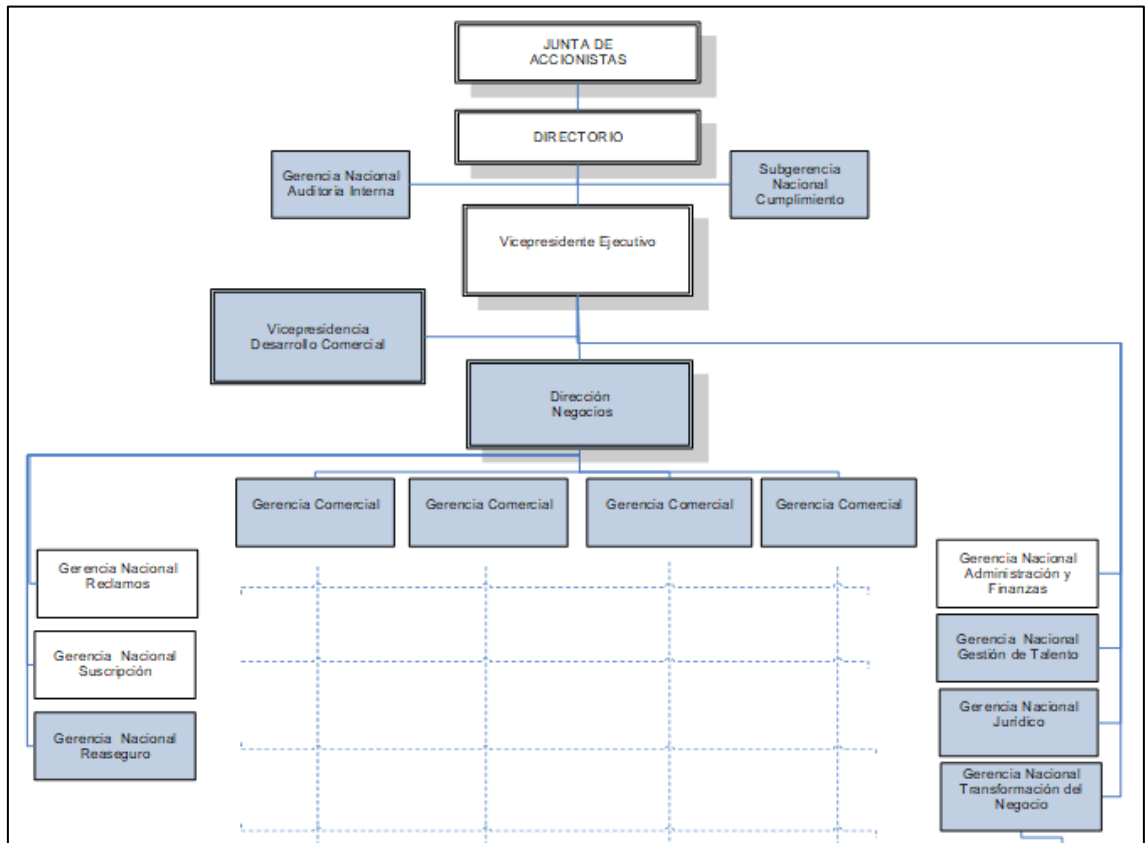 JUNTA DE
ACCIONISTAS
DIRECTORIO
Gerencia Nacional
Auditoria Interna
Subgerencia
Nacional
Cumplimiento
Vicepresidente Ejecutivo
Vicepresidencia
Desarrollo Comercial
Dirección
Negocios
Gerencia Comercial
Gerencia Comercial
Gerencia Comercial
Gerencia Comercial
Gerencia Nacional
Reclamos
Gerencia Nacional
Suscripción
Gerencia Nacional
Reaseguro
Gerencia Nacional
Administración y
Finanzas
Gerencia Nacional
Gestión de Talento
Gerencia Nacional
Jurídico
Gerencia Nacional
Transformación del
Negocio